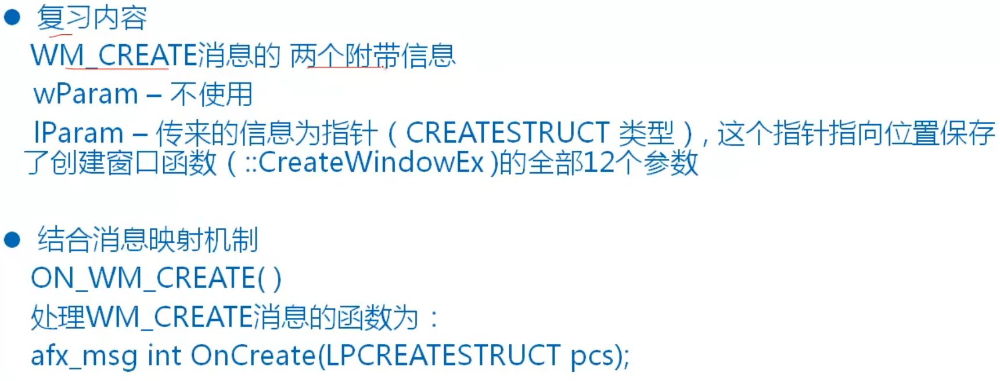 ● 复习内容
WM_CREATE消息的 两个附带信息
wParam – 不使用
lParam – 传来的信息为指针（ CREATESTRUCT 类型 ）, 这个指针指向位置保存
了创建窗口函数（ ::CreateWindowEx )的全部12个参数
● 结合消息映射机制
ON_WM_CREATE( )
处理WM_CREATE消息的函数为：
afx_msg int OnCreate(LPCREATESTRUCT pcs);